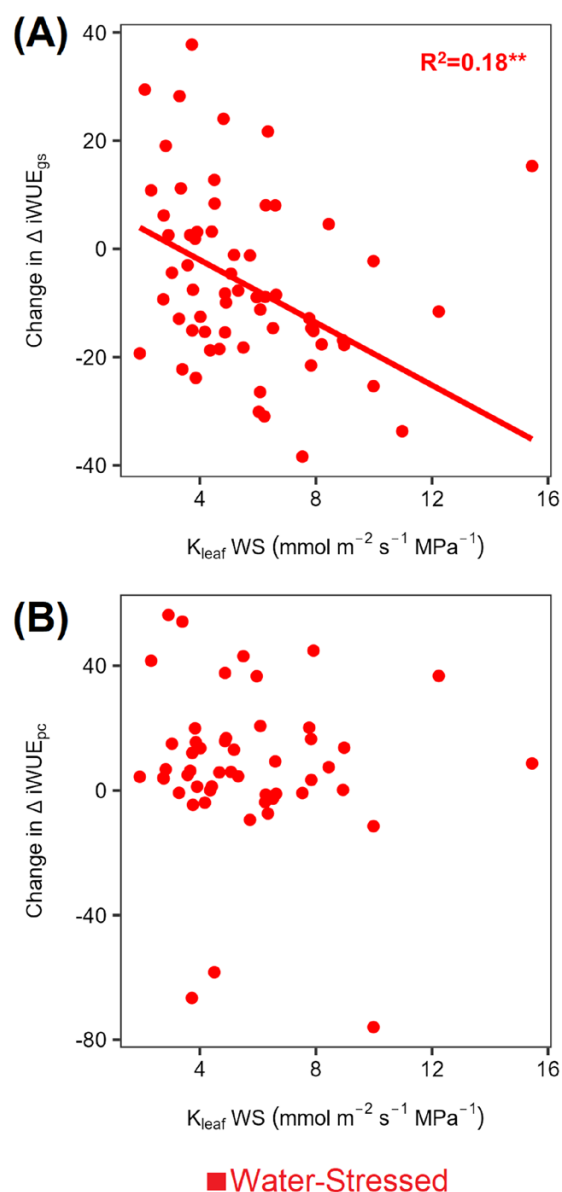 (A)
R²=0.18**
40
20
0
-20
-40
Change in Δ iWUEgs
4
8
12
16
Kleaf WS (mmol m⁻² s⁻¹ MPa⁻¹)
(B)
40
0
-40
-80
Change in Δ iWUEpc
4
8
12
16
Kleaf WS (mmol m⁻² s⁻¹ MPa⁻¹)
Water-Stressed